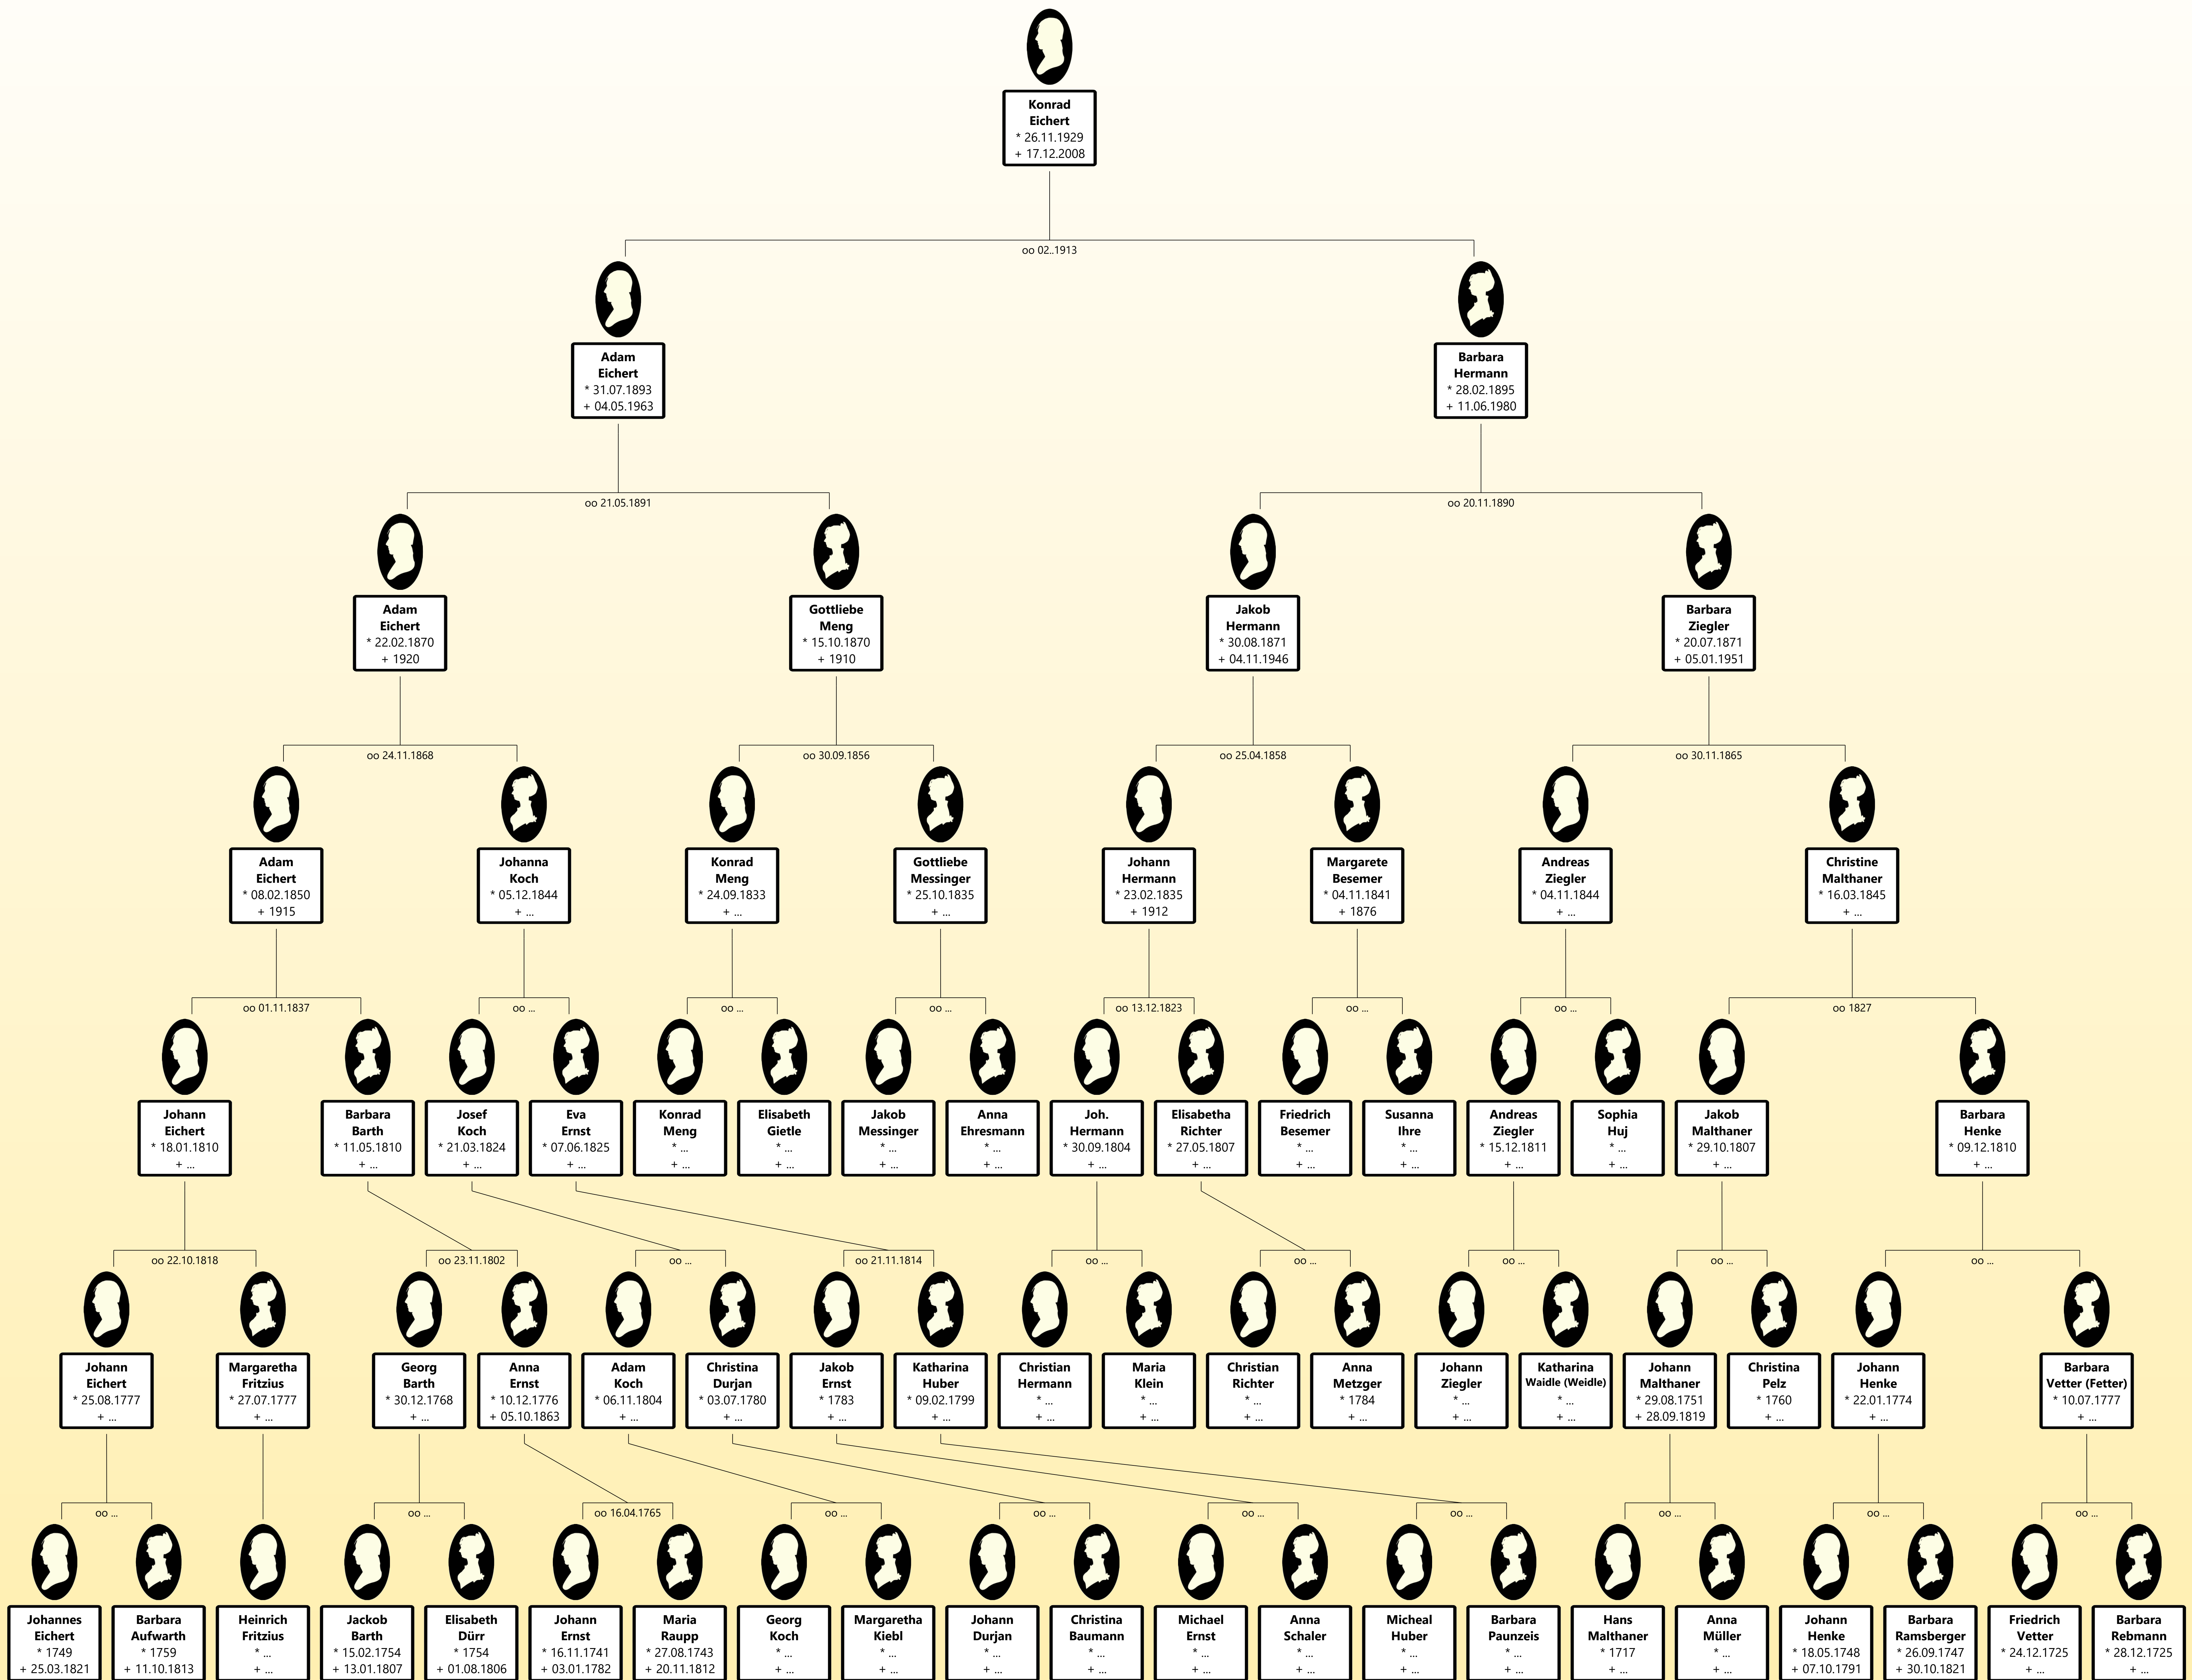 Konrad
Eichert
* 26.11.1929
+ 17.12.2008
oo 02..1913
Adam
Eichert
* 31.07.1893
+ 04.05.1963
Barbara
Hermann
* 28.02.1895
+ 11.06.1980
oo 21.05.1891
oo 20.11.1890
Adam
Eichert
* 22.02.1870
+ 1920
Gottliebe
Meng
* 15.10.1870
+ 1910
Jakob
Hermann
* 30.08.1871
+ 04.11.1946
Barbara
Ziegler
* 20.07.1871
+ 05.01.1951
oo 24.11.1868
oo 30.09.1856
oo 25.04.1858
oo 30.11.1865
Adam
Eichert
* 08.02.1850
+ 1915
Johanna
Koch
* 05.12.1844
+ ...
Konrad
Meng
* 24.09.1833
+ ...
Gottliebe
Messinger
* 25.10.1835
+ ...
Johann
Hermann
* 23.02.1835
+ 1912
Margarete
Besemer
* 04.11.1841
+ 1876
Andreas
Ziegler
* 04.11.1844
+ ...
Christine
Malthaner
* 16.03.1845
+ ...
oo 01.11.1837
oo ...
oo ...
oo ...
oo 13.12.1823
oo ...
oo ...
oo 1827
Johann
Eichert
* 18.01.1810
+ ...
Barbara
Barth
* 11.05.1810
+ ...
Josef
Koch
* 21.03.1824
+ ...
Eva
Ernst
* 07.06.1825
+ ...
Konrad
Meng
* ...
+ ...
Elisabeth
Gietle
* ...
+ ...
Jakob
Messinger
* ...
+ ...
Anna
Ehresmann
* ...
+ ...
Joh.
Hermann
* 30.09.1804
+ ...
Elisabetha
Richter
* 27.05.1807
+ ...
Friedrich
Besemer
* ...
+ ...
Susanna
Ihre
* ...
+ ...
Andreas
Ziegler
* 15.12.1811
+ ...
Sophia
Huj
* ...
+ ...
Jakob
Malthaner
* 29.10.1807
+ ...
Barbara
Henke
* 09.12.1810
+ ...
oo 22.10.1818
oo 23.11.1802
oo ...
oo 21.11.1814
oo ...
oo ...
oo ...
oo ...
oo ...
Johann
Eichert
* 25.08.1777
+ ...
Margaretha
Fritzius
* 27.07.1777
+ ...
Georg
Barth
* 30.12.1768
+ ...
Anna
Ernst
* 10.12.1776
+ 05.10.1863
Adam
Koch
* 06.11.1804
+ ...
Christina
Durjan
* 03.07.1780
+ ...
Jakob
Ernst
* 1783
+ ...
Katharina
Huber
* 09.02.1799
+ ...
Christian
Hermann
* ...
+ ...
Maria
Klein
* ...
+ ...
Christian
Richter
* ...
+ ...
Anna
Metzger
* 1784
+ ...
Johann
Ziegler
* ...
+ ...
Katharina
Waidle (Weidle)
* ...
+ ...
Johann
Malthaner
* 29.08.1751
+ 28.09.1819
Christina
Pelz
* 1760
+ ...
Johann
Henke
* 22.01.1774
+ ...
Barbara
Vetter (Fetter)
* 10.07.1777
+ ...
oo ...
oo ...
oo 16.04.1765
oo ...
oo ...
oo ...
oo ...
oo ...
oo ...
oo ...
Johannes
Eichert
* 1749
+ 25.03.1821
Barbara
Aufwarth
* 1759
+ 11.10.1813
Heinrich
Fritzius
* ...
+ ...
Jackob
Barth
* 15.02.1754
+ 13.01.1807
Elisabeth
Dürr
* 1754
+ 01.08.1806
Johann
Ernst
* 16.11.1741
+ 03.01.1782
Maria
Raupp
* 27.08.1743
+ 20.11.1812
Georg
Koch
* ...
+ ...
Margaretha
Kiebl
* ...
+ ...
Johann
Durjan
* ...
+ ...
Christina
Baumann
* ...
+ ...
Michael
Ernst
* ...
+ ...
Anna
Schaler
* ...
+ ...
Micheal
Huber
* ...
+ ...
Barbara
Paunzeis
* ...
+ ...
Hans
Malthaner
* 1717
+ ...
Anna
Müller
* ...
+ ...
Johann
Henke
* 18.05.1748
+ 07.10.1791
Barbara
Ramsberger
* 26.09.1747
+ 30.10.1821
Friedrich
Vetter
* 24.12.1725
+ ...
Barbara
Rebmann
* 28.12.1725
+ ...